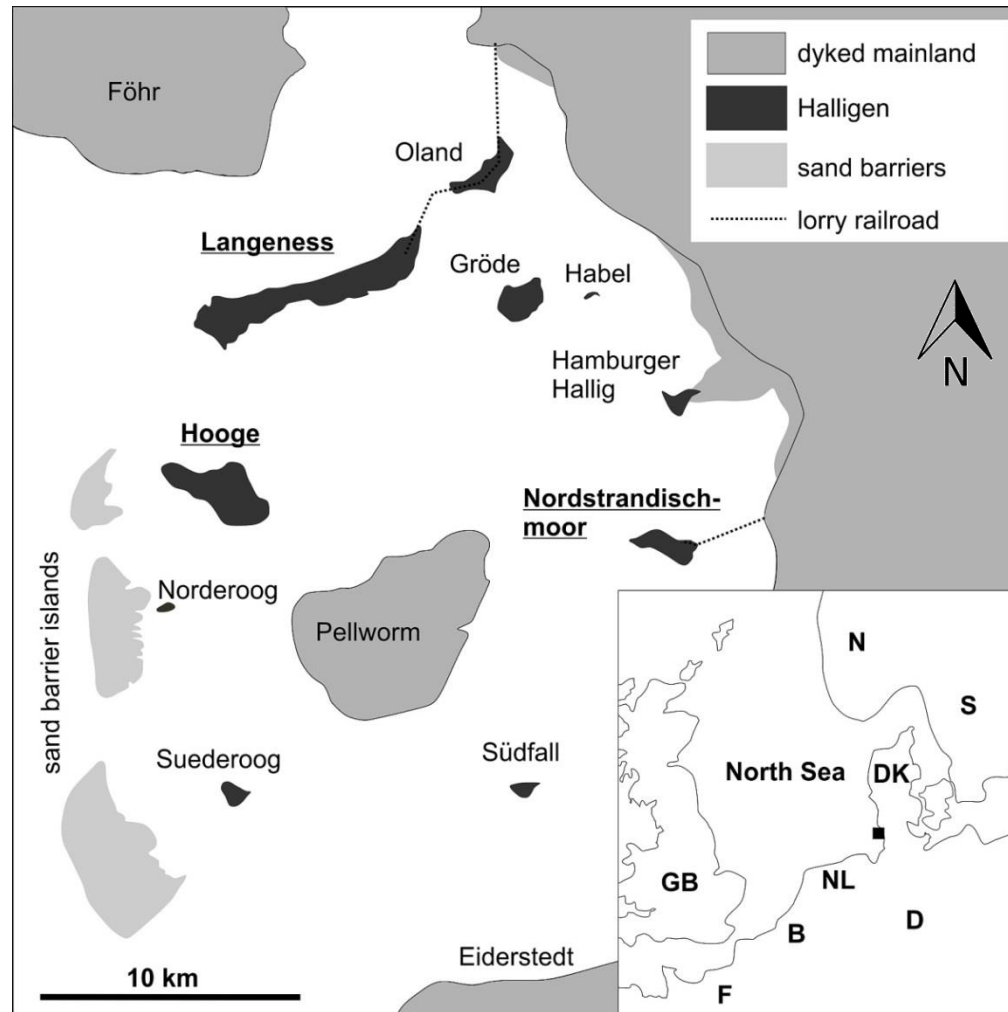 Föhr
dyked mainland
Halligen
sand barriers
lorry railroad
Oland
Langeness
Gröde
Habel
Hamburger
Hallig
N
Hooge
Nordstrandisch-
moor
sand barrier islands
Norderoog
Pellworm
Suederoog
Südfall
Eiderstedt
10 km
N
S
North Sea
DK
GB
NL
D
B
F